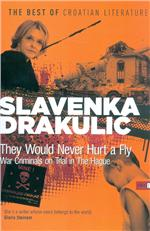 THE BEST OF CROATIAN LITERATURE
SLAVENKA
DRAKULIC
They Would Never Hurt a Fly
War Criminals on Trial in The Hague
She is a writer whose voice belongs to the world.
Gloria Steinem